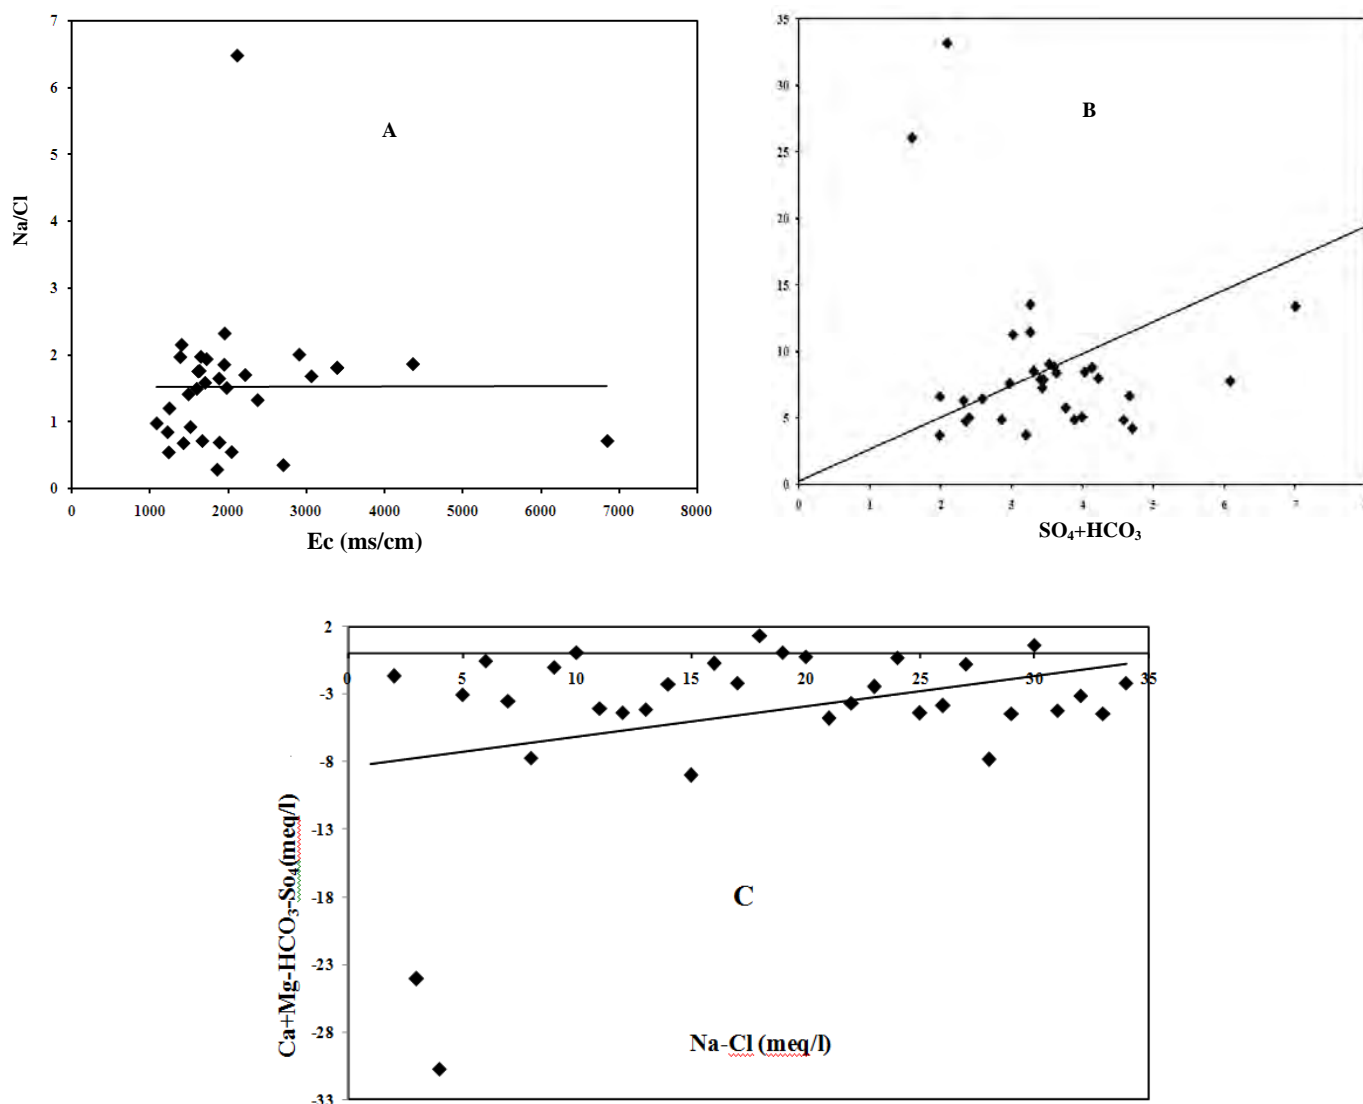 7
6
5
4
3
2
1
0
Na/Cl
A
0 1000 2000 3000 4000 5000 6000 7000 8000
Ec (ms/cm)
35
30
25
20
15
10
5
0
B
0 1 2 3 4 5 6 7
SO₄+HCO₃
2
-3
-8
-13
-18
-23
-28
-33
0 5 10 15 20 25 30 35
Ca+Mg-HCO₃-So₄(meq/l)
C
Na-Cl (meq/l)